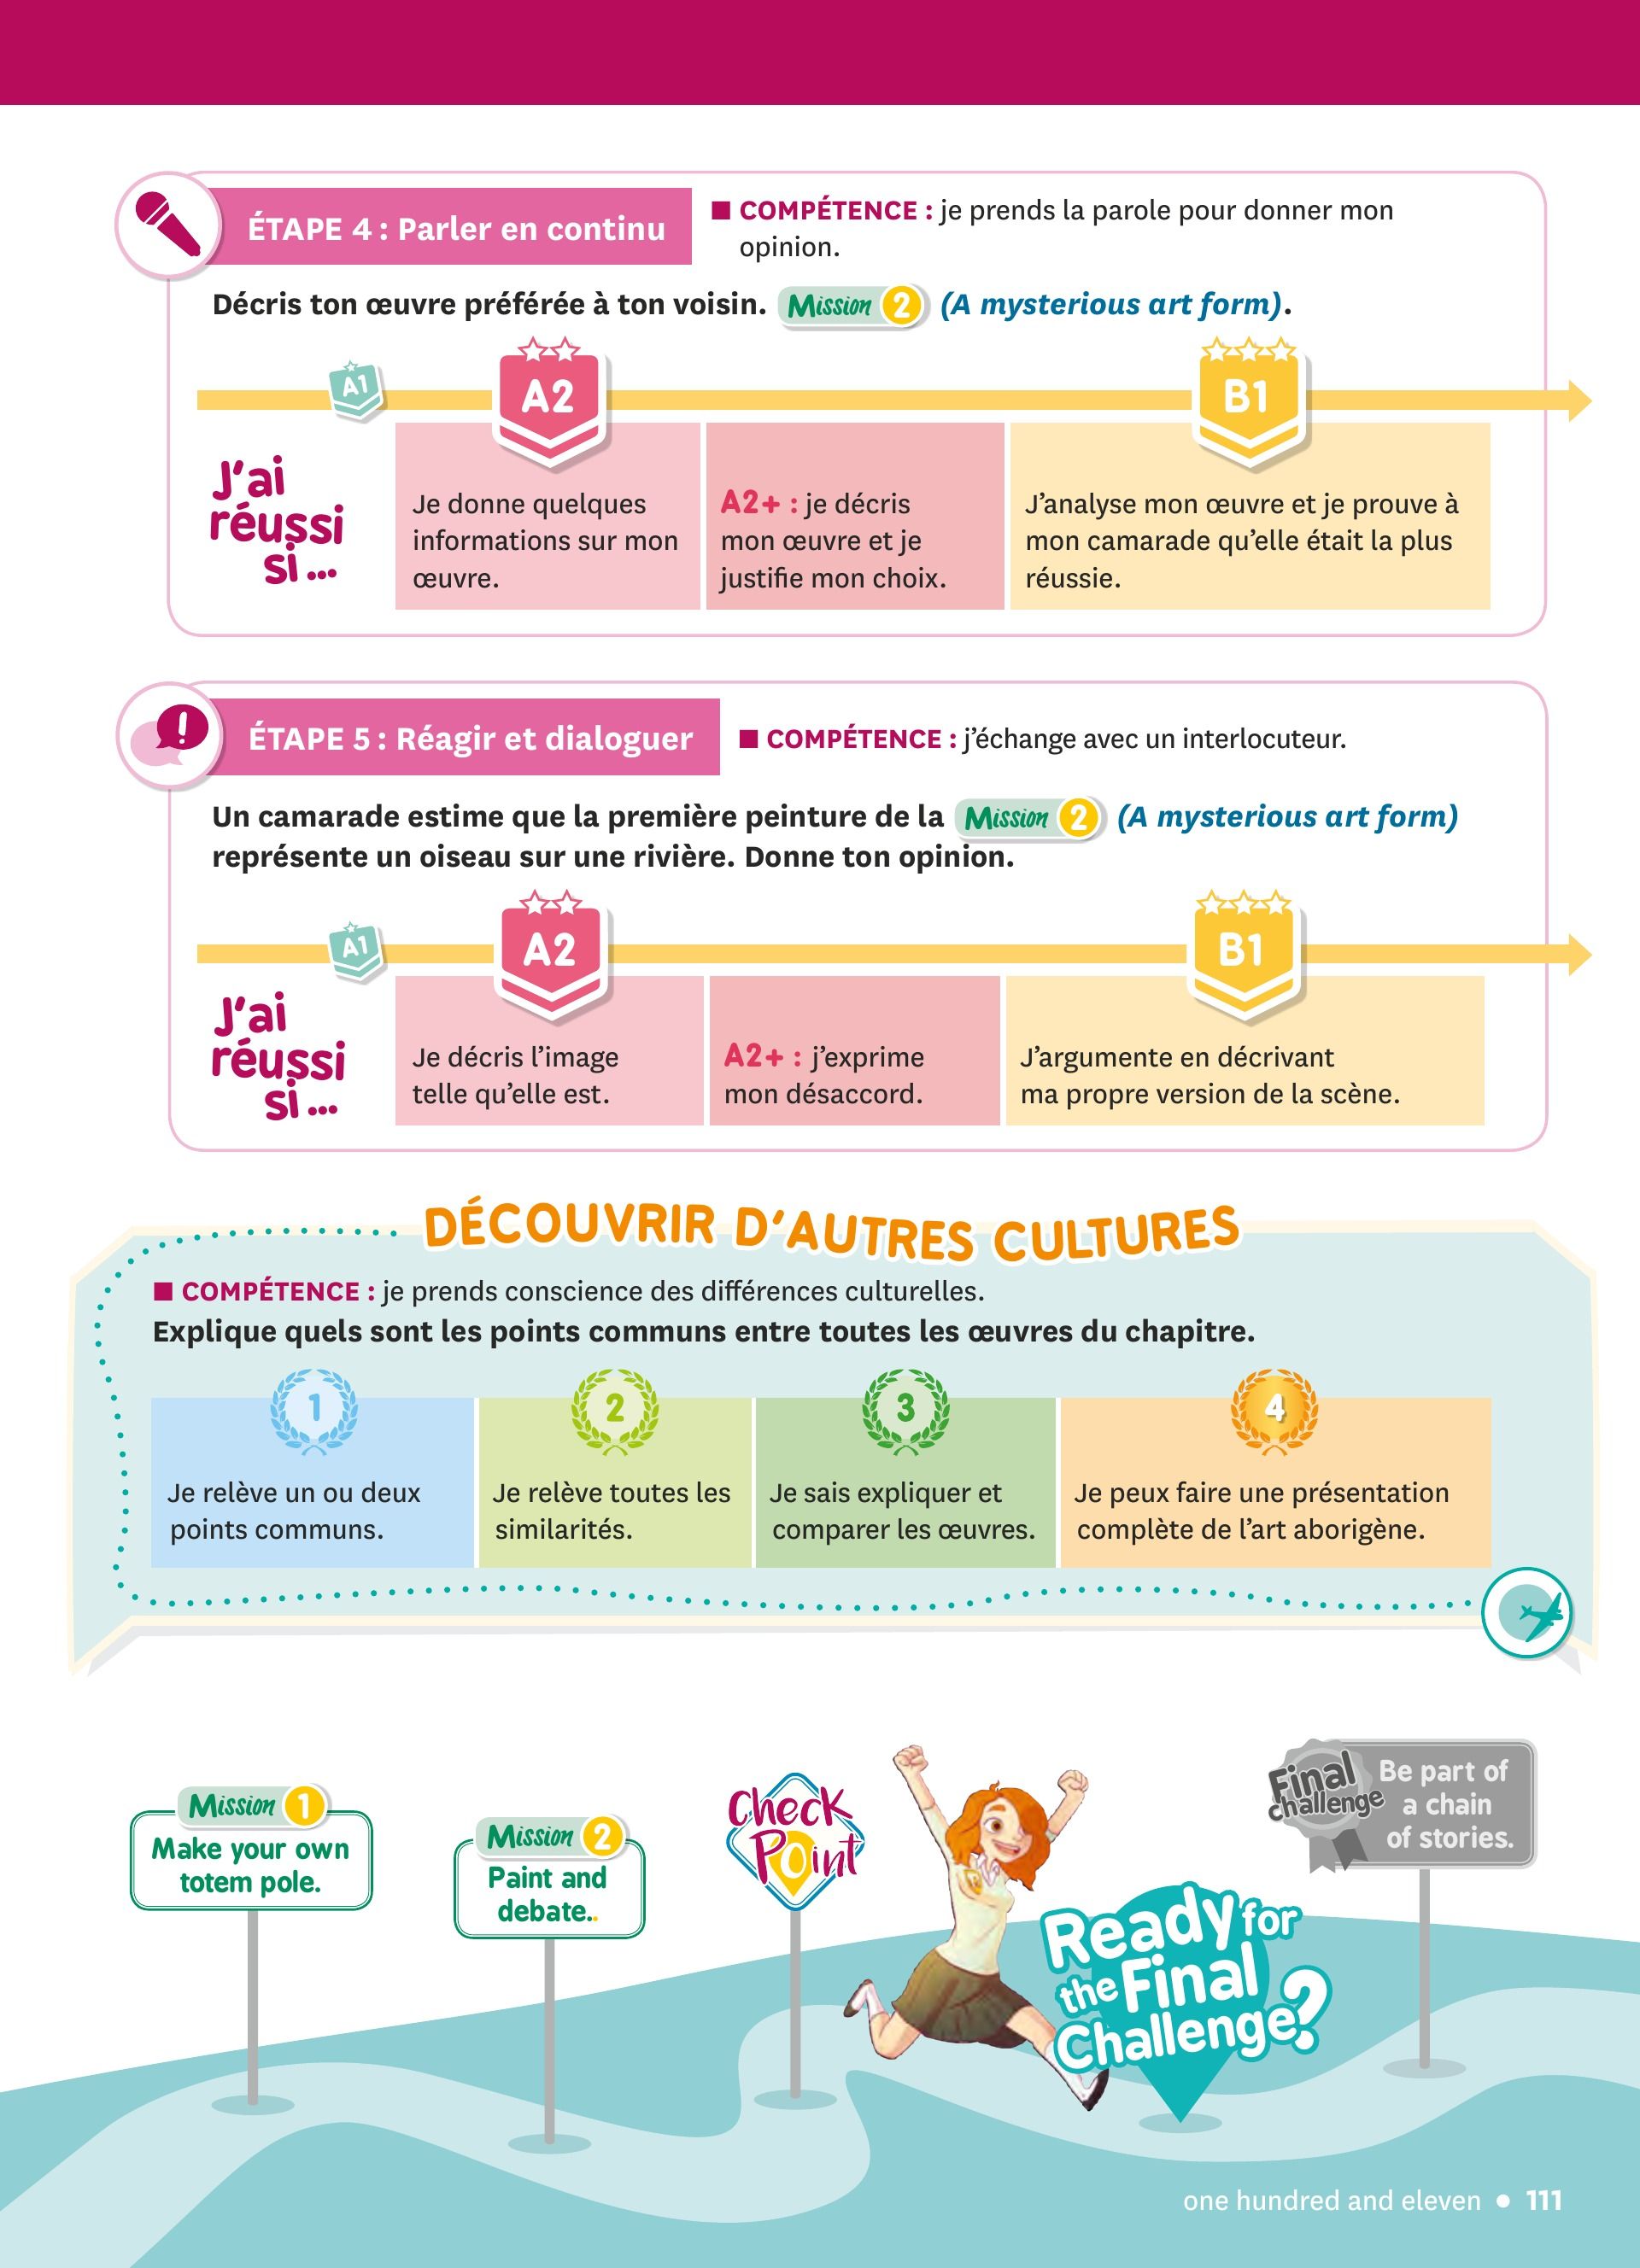 ÉTAPE 4 : Parler en continu
■ COMPÉTENCE : je prends la parole pour donner mon
opinion.
Décris ton œuvre préférée à ton voisin. Mission 2 (A mysterious art form).
A1
A2
B1
J'ai
réussi
si ...
Je donne quelques
informations sur mon
œuvre.
A2+ : je décris
mon œuvre et je
justifie mon choix.
J'analyse mon œuvre et je prouve à
mon camarade qu'elle était la plus
réussie.
ÉTAPE 5 : Réagir et dialoguer
■ COMPÉTENCE : j'échange avec un interlocuteur.
Un camarade estime que la première peinture de la Mission 2 (A mysterious art form)
représente un oiseau sur une rivière. Donne ton opinion.
A1
A2
B1
J'ai
réussi
si ...
Je décris l'image
telle qu'elle est.
A2+ : j'exprime
mon désaccord.
J'argumente en décrivant
ma propre version de la scène.
DÉCOUVRIR D'AUTRES CULTURES
■ COMPÉTENCE : je prends conscience des différences culturelles.
Explique quels sont les points communs entre toutes les œuvres du chapitre.
1
Je relève un ou deux
points communs.
2
Je relève toutes les
similarités.
3
Je sais expliquer et
comparer les œuvres.
4
Je peux faire une présentation
complète de l'art aborigène.
Mission 1
Make your own
totem pole.
Mission 2
Paint and
debate..
Check
Point
Ready for
the Final
Challenge?
Final
challenge
Be part of
a chain
of stories.
one hundred and eleven • 111